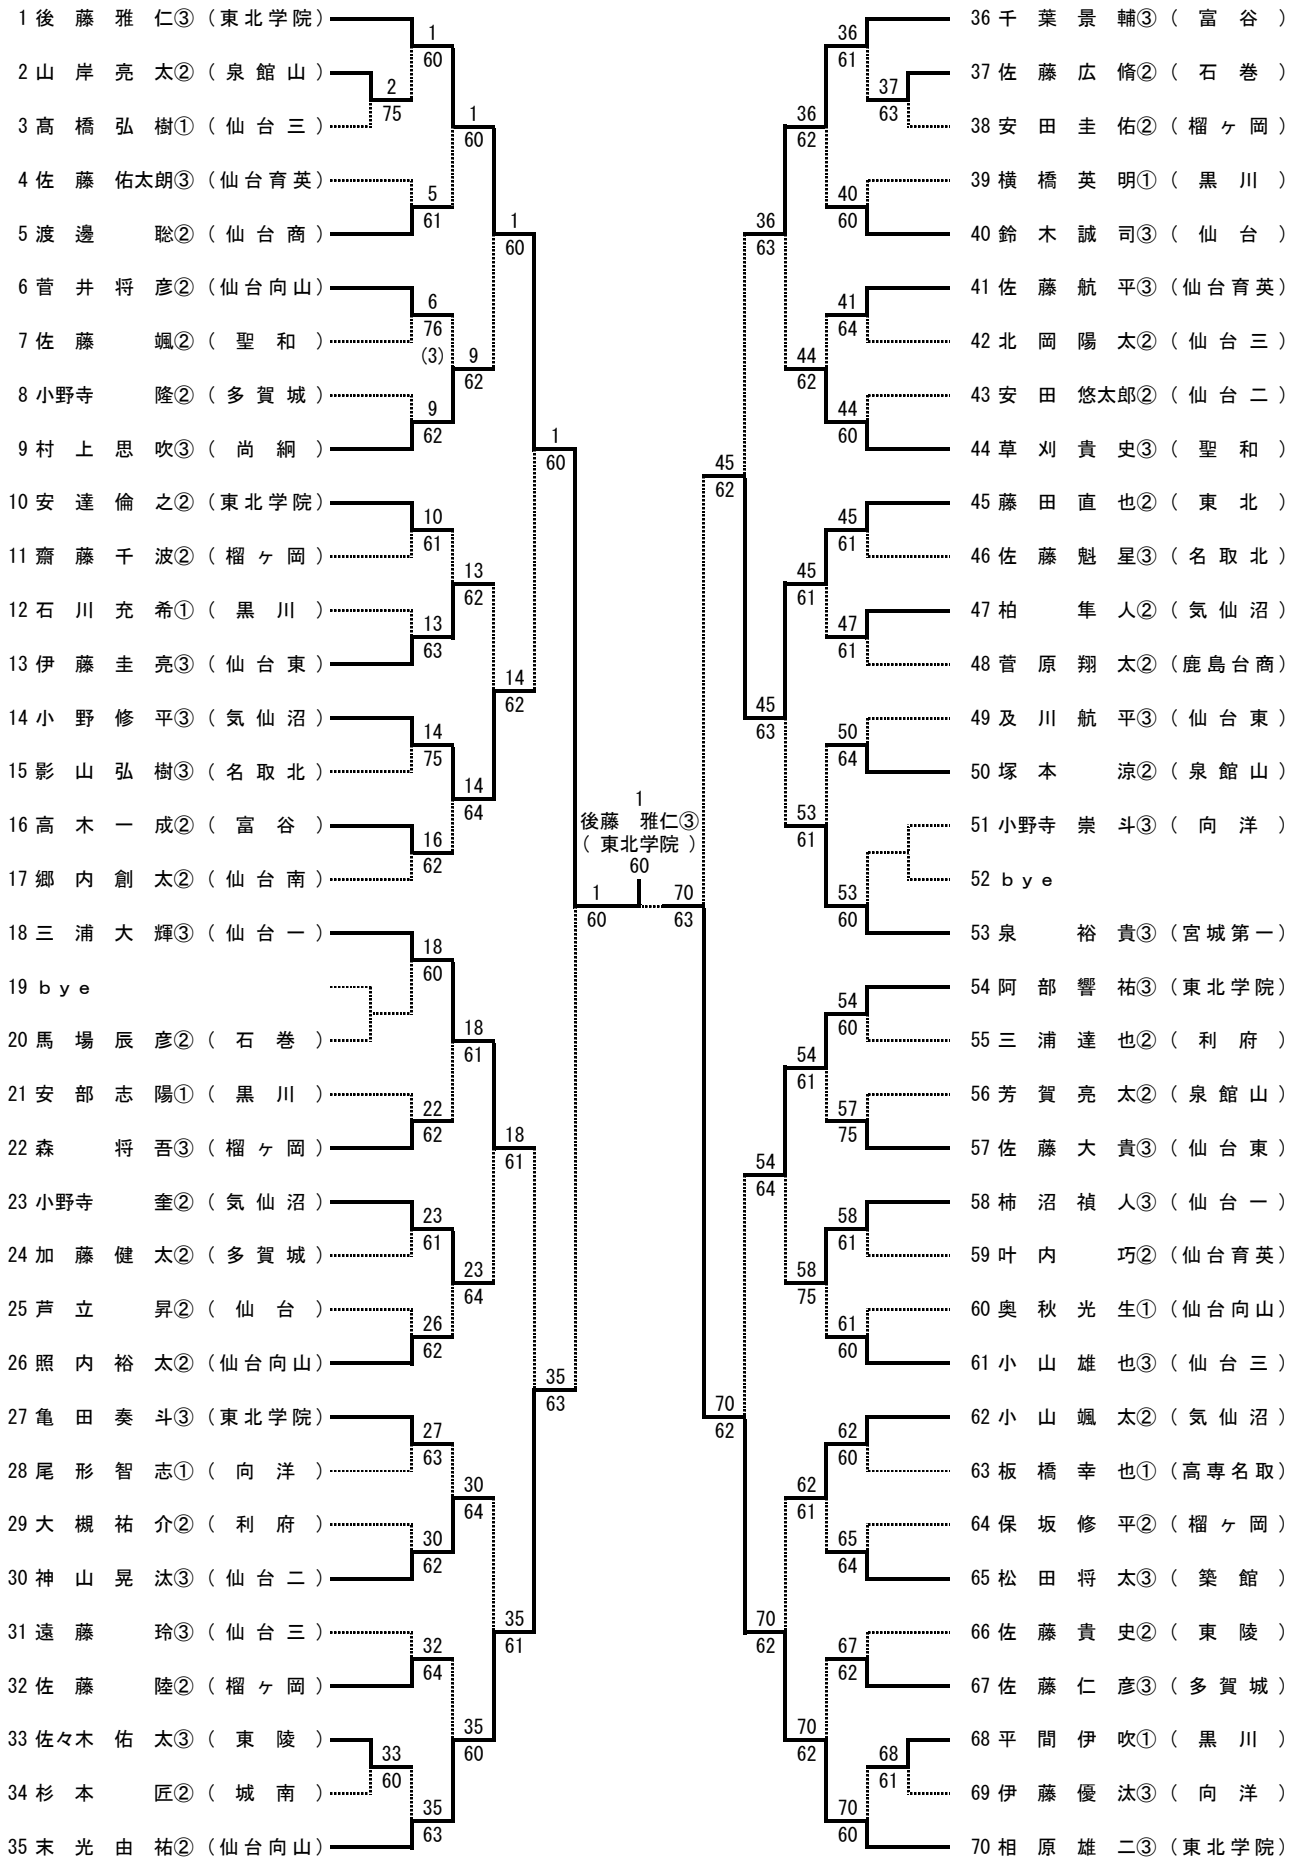 1 後藤 雅仁③ (東北学院)
2 山岸 亮太② (泉館山)
3 髙橋 弘樹① (仙台三)
4 佐藤 佑太朗③ (仙台育英)
5 渡邊 聡② (仙台商)
6 菅井 将彦② (仙台向山)
7 佐藤 颯② (聖和)
8 小野寺 隆② (多賀城)
9 村上 思吹③ (尚絅)
10 安達 倫之② (東北学院)
11 齋藤 千波② (榴ヶ岡)
12 石川 充希① (黒川)
13 伊藤 圭亮③ (仙台東)
14 小野 修平③ (気仙沼)
15 影山 弘樹③ (名取北)
16 高木 一成② (富谷)
17 郷内 創太② (仙台南)
18 三浦 大輝③ (仙台一)
19 bye
20 馬場 辰彦② (石巻)
21 安部 志陽① (黒川)
22 森 将吾③ (榴ヶ岡)
23 小野寺 奎② (気仙沼)
24 加藤 健太② (多賀城)
25 芦立 昇② (仙台)
26 照内 裕太② (仙台向山)
27 亀田 奏斗③ (東北学院)
28 尾形 智志① (向洋)
29 大槻 祐介② (利府)
30 神山 晃汰③ (仙台二)
31 遠藤 玲③ (仙台三)
32 佐藤 陸② (榴ヶ岡)
33 佐々木 佑太③ (東陵)
34 杉本 匠② (城南)
35 末光 由祐② (仙台向山)
1
60
2
75
5
61
6
76
(3)
9
62
10
61
13
63
14
75
16
62
18
60
22
62
23
61
26
62
27
63
30
62
32
64
33
60
35
63
1
60
9
62
13
62
14
64
18
61
23
64
30
64
35
60
1
60
14
62
18
61
35
61
1
60
35
63
1
60
1
後藤 雅仁③
(東北学院)
60
70
63
45
62
70
62
36
63
45
63
54
64
70
62
36
62
44
62
45
61
53
61
54
61
58
75
62
61
70
62
36
61
37
63
40
60
41
64
44
60
45
61
47
61
50
64
53
60
54
60
57
75
58
61
61
60
62
60
65
64
67
62
68
61
70
60
36 千葉 景輔③ (富谷)
37 佐藤 広脩② (石巻)
38 安田 圭佑② (榴ヶ岡)
39 横橋 英明① (黒川)
40 鈴木 誠司③ (仙台)
41 佐藤 航平③ (仙台育英)
42 北岡 陽太② (仙台三)
43 安田 悠太郎② (仙台二)
44 草刈 貴史③ (聖和)
45 藤田 直也② (東北)
46 佐藤 魁星③ (名取北)
47 柏 隼人② (気仙沼)
48 菅原 翔太② (鹿島台商)
49 及川 航平③ (仙台東)
50 塚本 涼② (泉館山)
51 小野寺 崇斗③ (向洋)
52 bye
53 泉 裕貴③ (宮城第一)
54 阿部 響祐③ (東北学院)
55 三浦 達也② (利府)
56 芳賀 亮太② (泉館山)
57 佐藤 大貴③ (仙台東)
58 柿沼 禎人③ (仙台一)
59 叶内 巧② (仙台育英)
60 奥秋 光生① (仙台向山)
61 小山 雄也③ (仙台三)
62 小山 颯太② (気仙沼)
63 板橋 幸也① (高専名取)
64 保坂 修平② (榴ヶ岡)
65 松田 将太③ (築館)
66 佐藤 貴史② (東陵)
67 佐藤 仁彦③ (多賀城)
68 平間 伊吹① (黒川)
69 伊藤 優汰③ (向洋)
70 相原 雄二③ (東北学院)